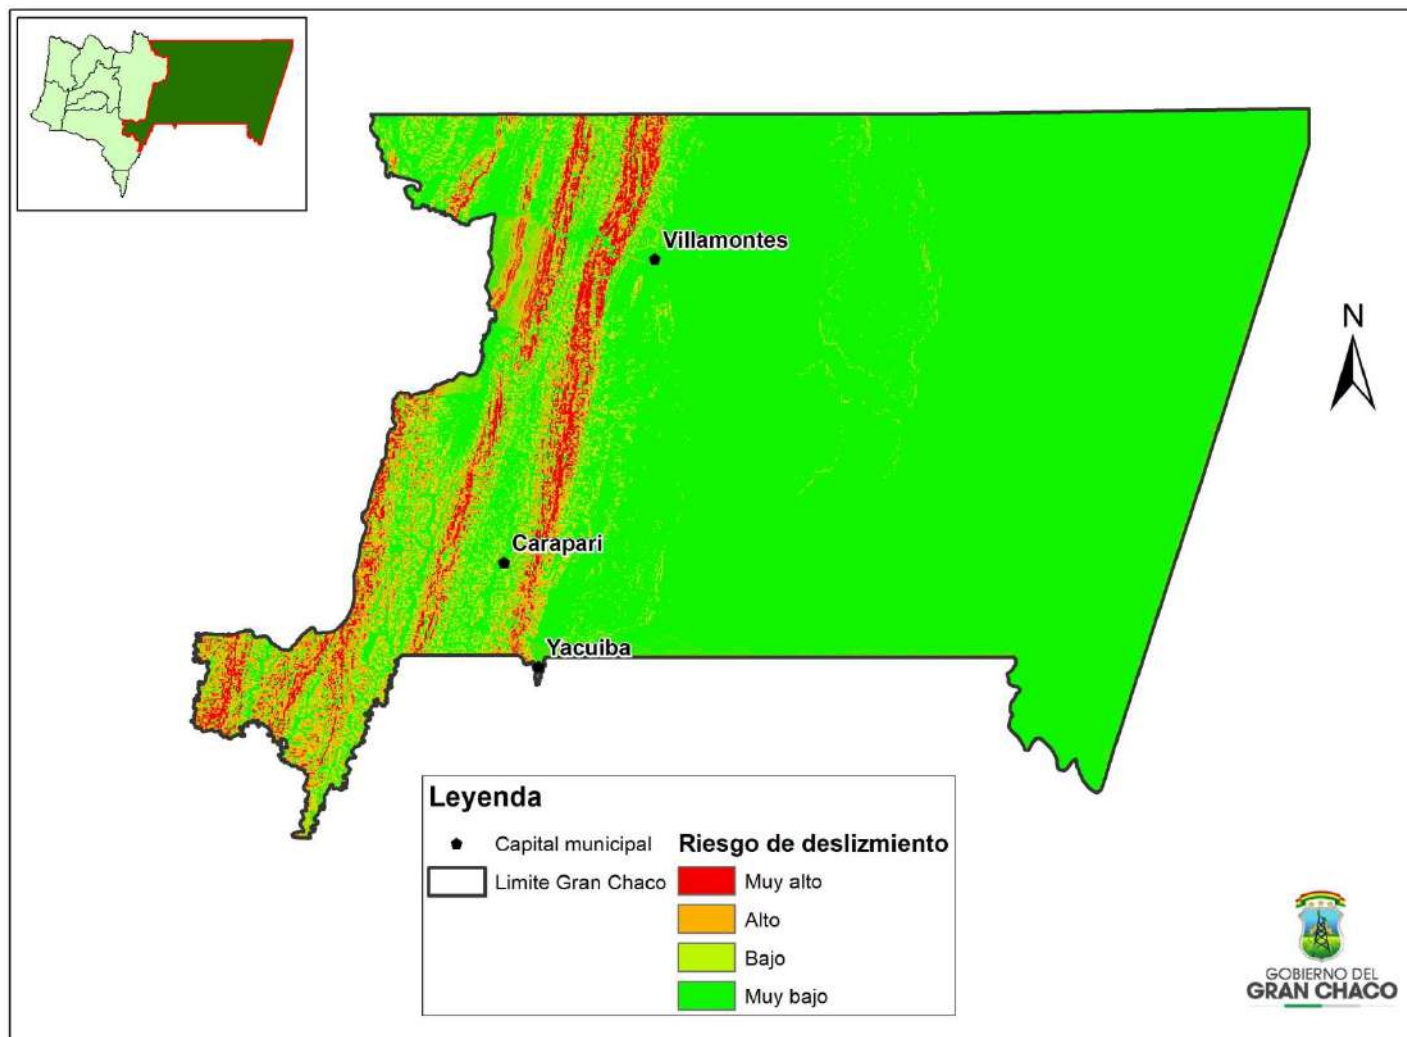 Villamontes
N
Carapari
Yacuiba
Leyenda
Capital municipal
Limite Gran Chaco
Riesgo de deslizmiento
Muy alto
Alto
Bajo
Muy bajo
GOBIERNO DEL
GRAN CHACO